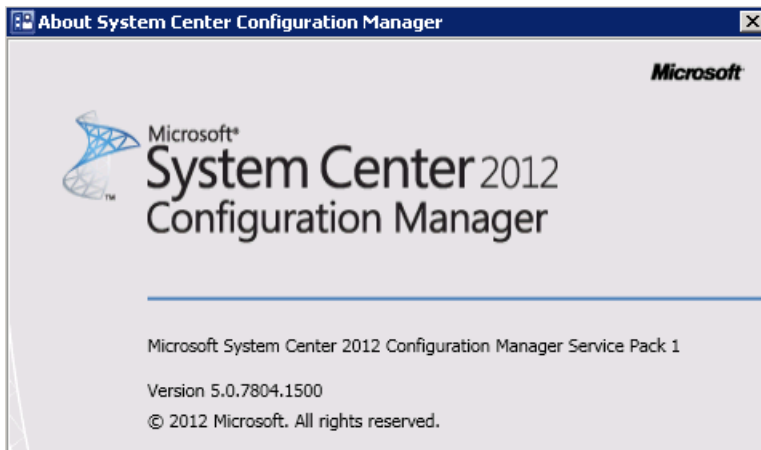 About System Center Configuration Manager
Microsoft
Microsoft®
System Center 2012
Configuration Manager
TM
Microsoft System Center 2012 Configuration Manager Service Pack 1
Version 5.0.7804.1500
© 2012 Microsoft. All rights reserved.